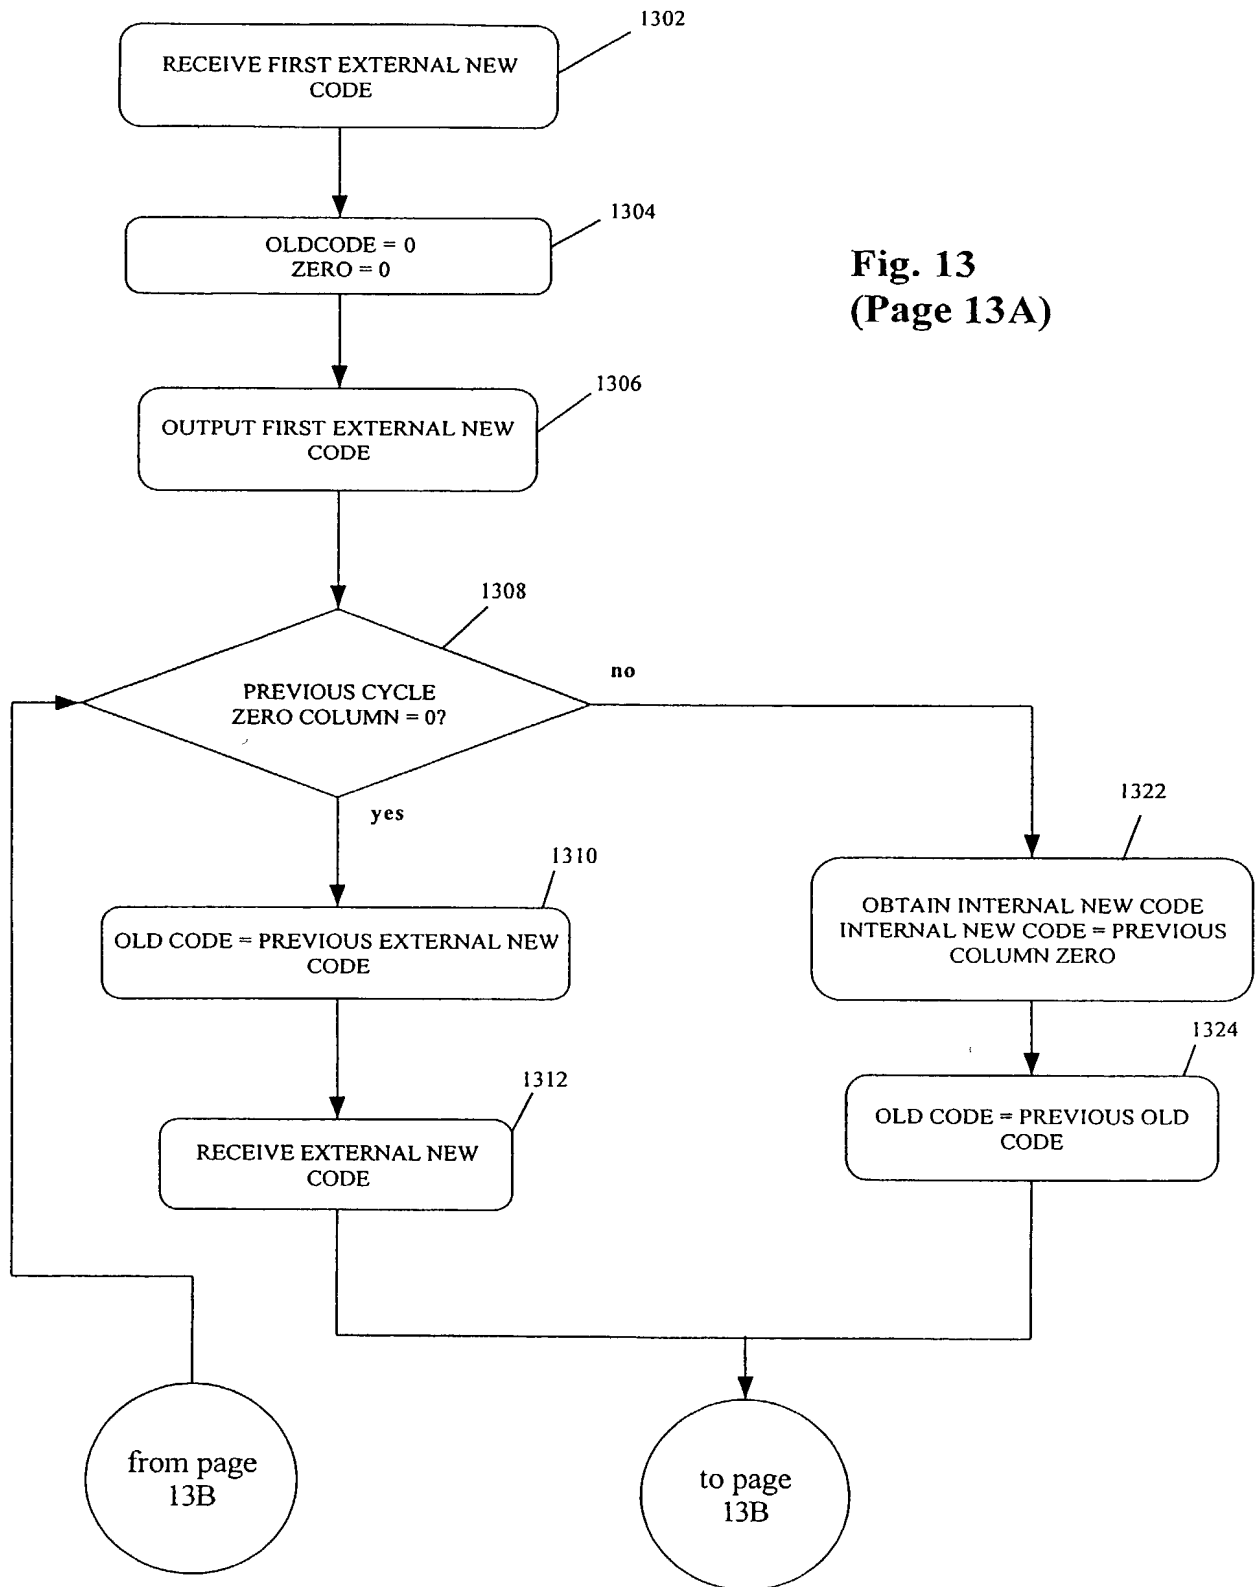 1302
RECEIVE FIRST EXTERNAL NEW
CODE
1304
OLDCODE = 0
ZERO = 0
Fig. 13
(Page 13A)
1306
OUTPUT FIRST EXTERNAL NEW
CODE
1308
PREVIOUS CYCLE
ZERO COLUMN = 0?
no
yes
1322
OBTAIN INTERNAL NEW CODE
INTERNAL NEW CODE = PREVIOUS
COLUMN ZERO
1310
OLD CODE = PREVIOUS EXTERNAL NEW
CODE
1324
OLD CODE = PREVIOUS OLD
CODE
1312
RECEIVE EXTERNAL NEW
CODE
from page
13B
to page
13B